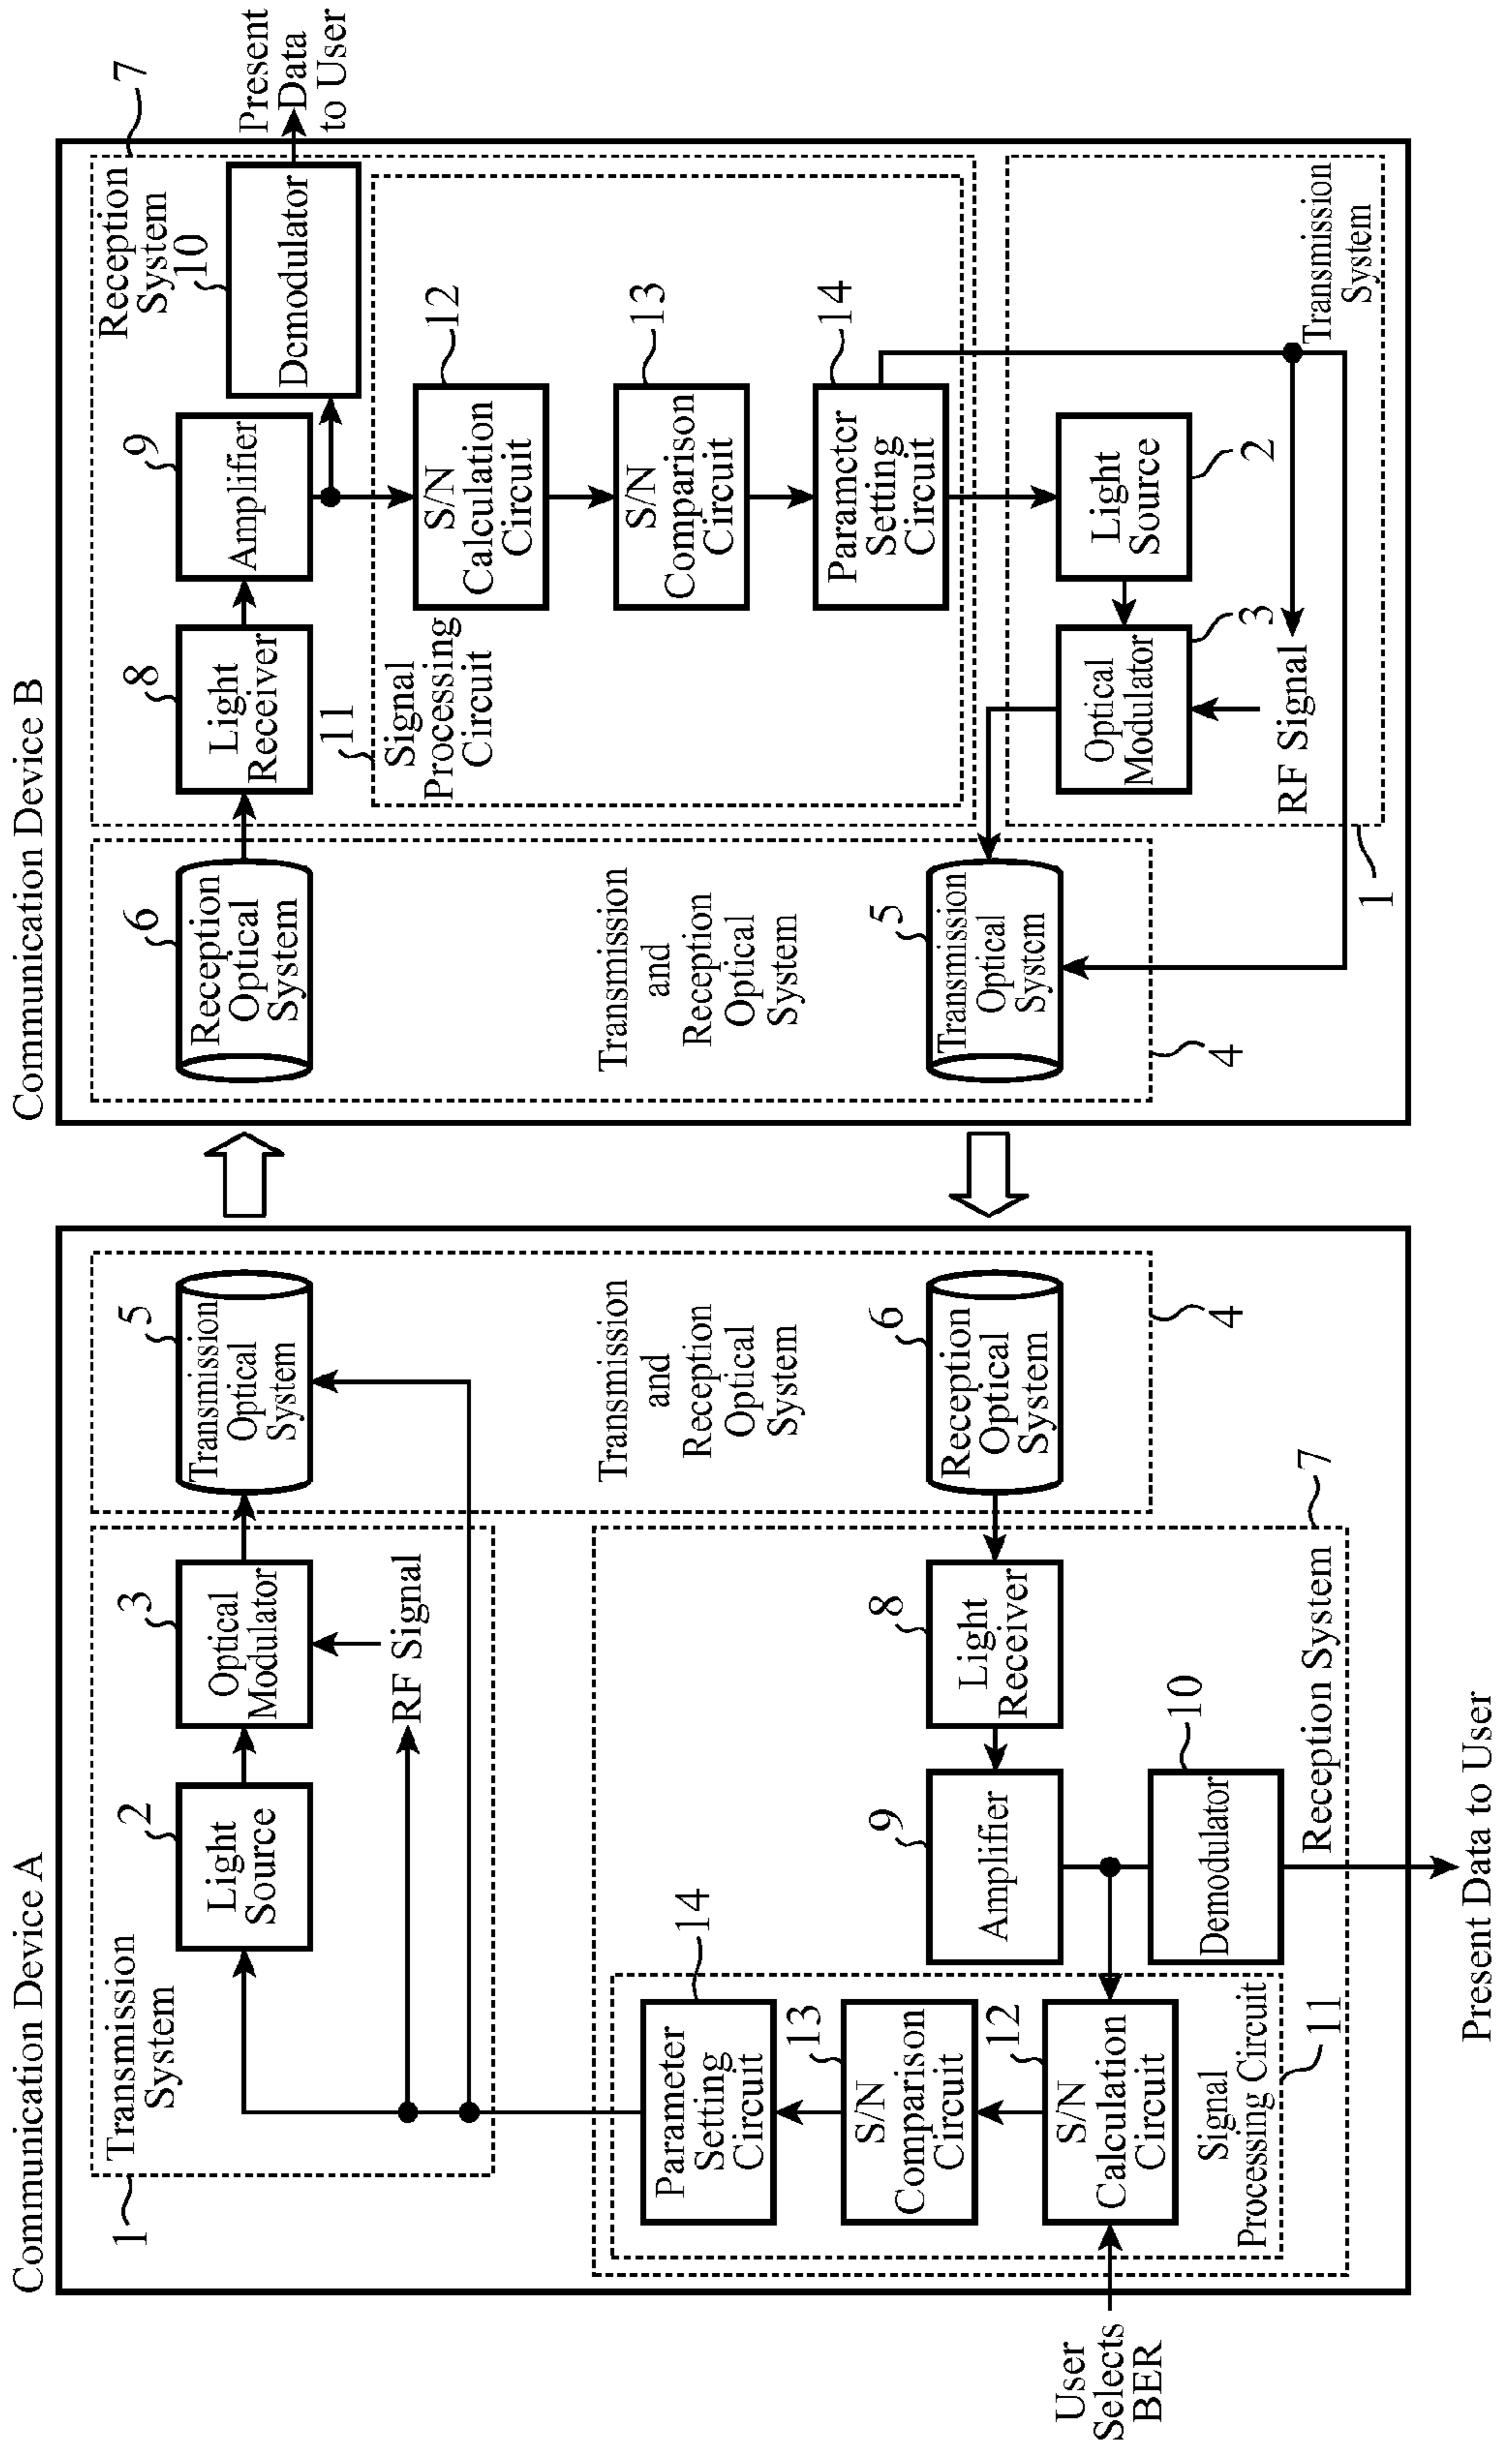 Communication Device A
1
Transmission
System
2
Light
Source
3
Optical
Modulator
RF Signal
5
Transmission
Optical
System
Transmission
and
Reception
Optical
System
4
6
Reception
Optical
System
7
Reception System
8
Light
Receiver
9
Amplifier
10
Demodulator
Present Data to User
14
Parameter
Setting
Circuit
13
S/N
Comparison
Circuit
12
S/N
Calculation
Circuit
Signal
Processing Circuit
11
User
Selects
BER
Communication Device B
6
Reception
Optical
System
Transmission
and
Reception
Optical
System
5
Transmission
Optical
System
4
7
Reception
System
8
Light
Receiver
9
Amplifier
10
Demodulator
Present
Data
to User
11
Signal
Processing
Circuit
12
S/N
Calculation
Circuit
13
S/N
Comparison
Circuit
14
Parameter
Setting
Circuit
Light
Source
2
Optical
Modulator
3
RF Signal
Transmission
System
1